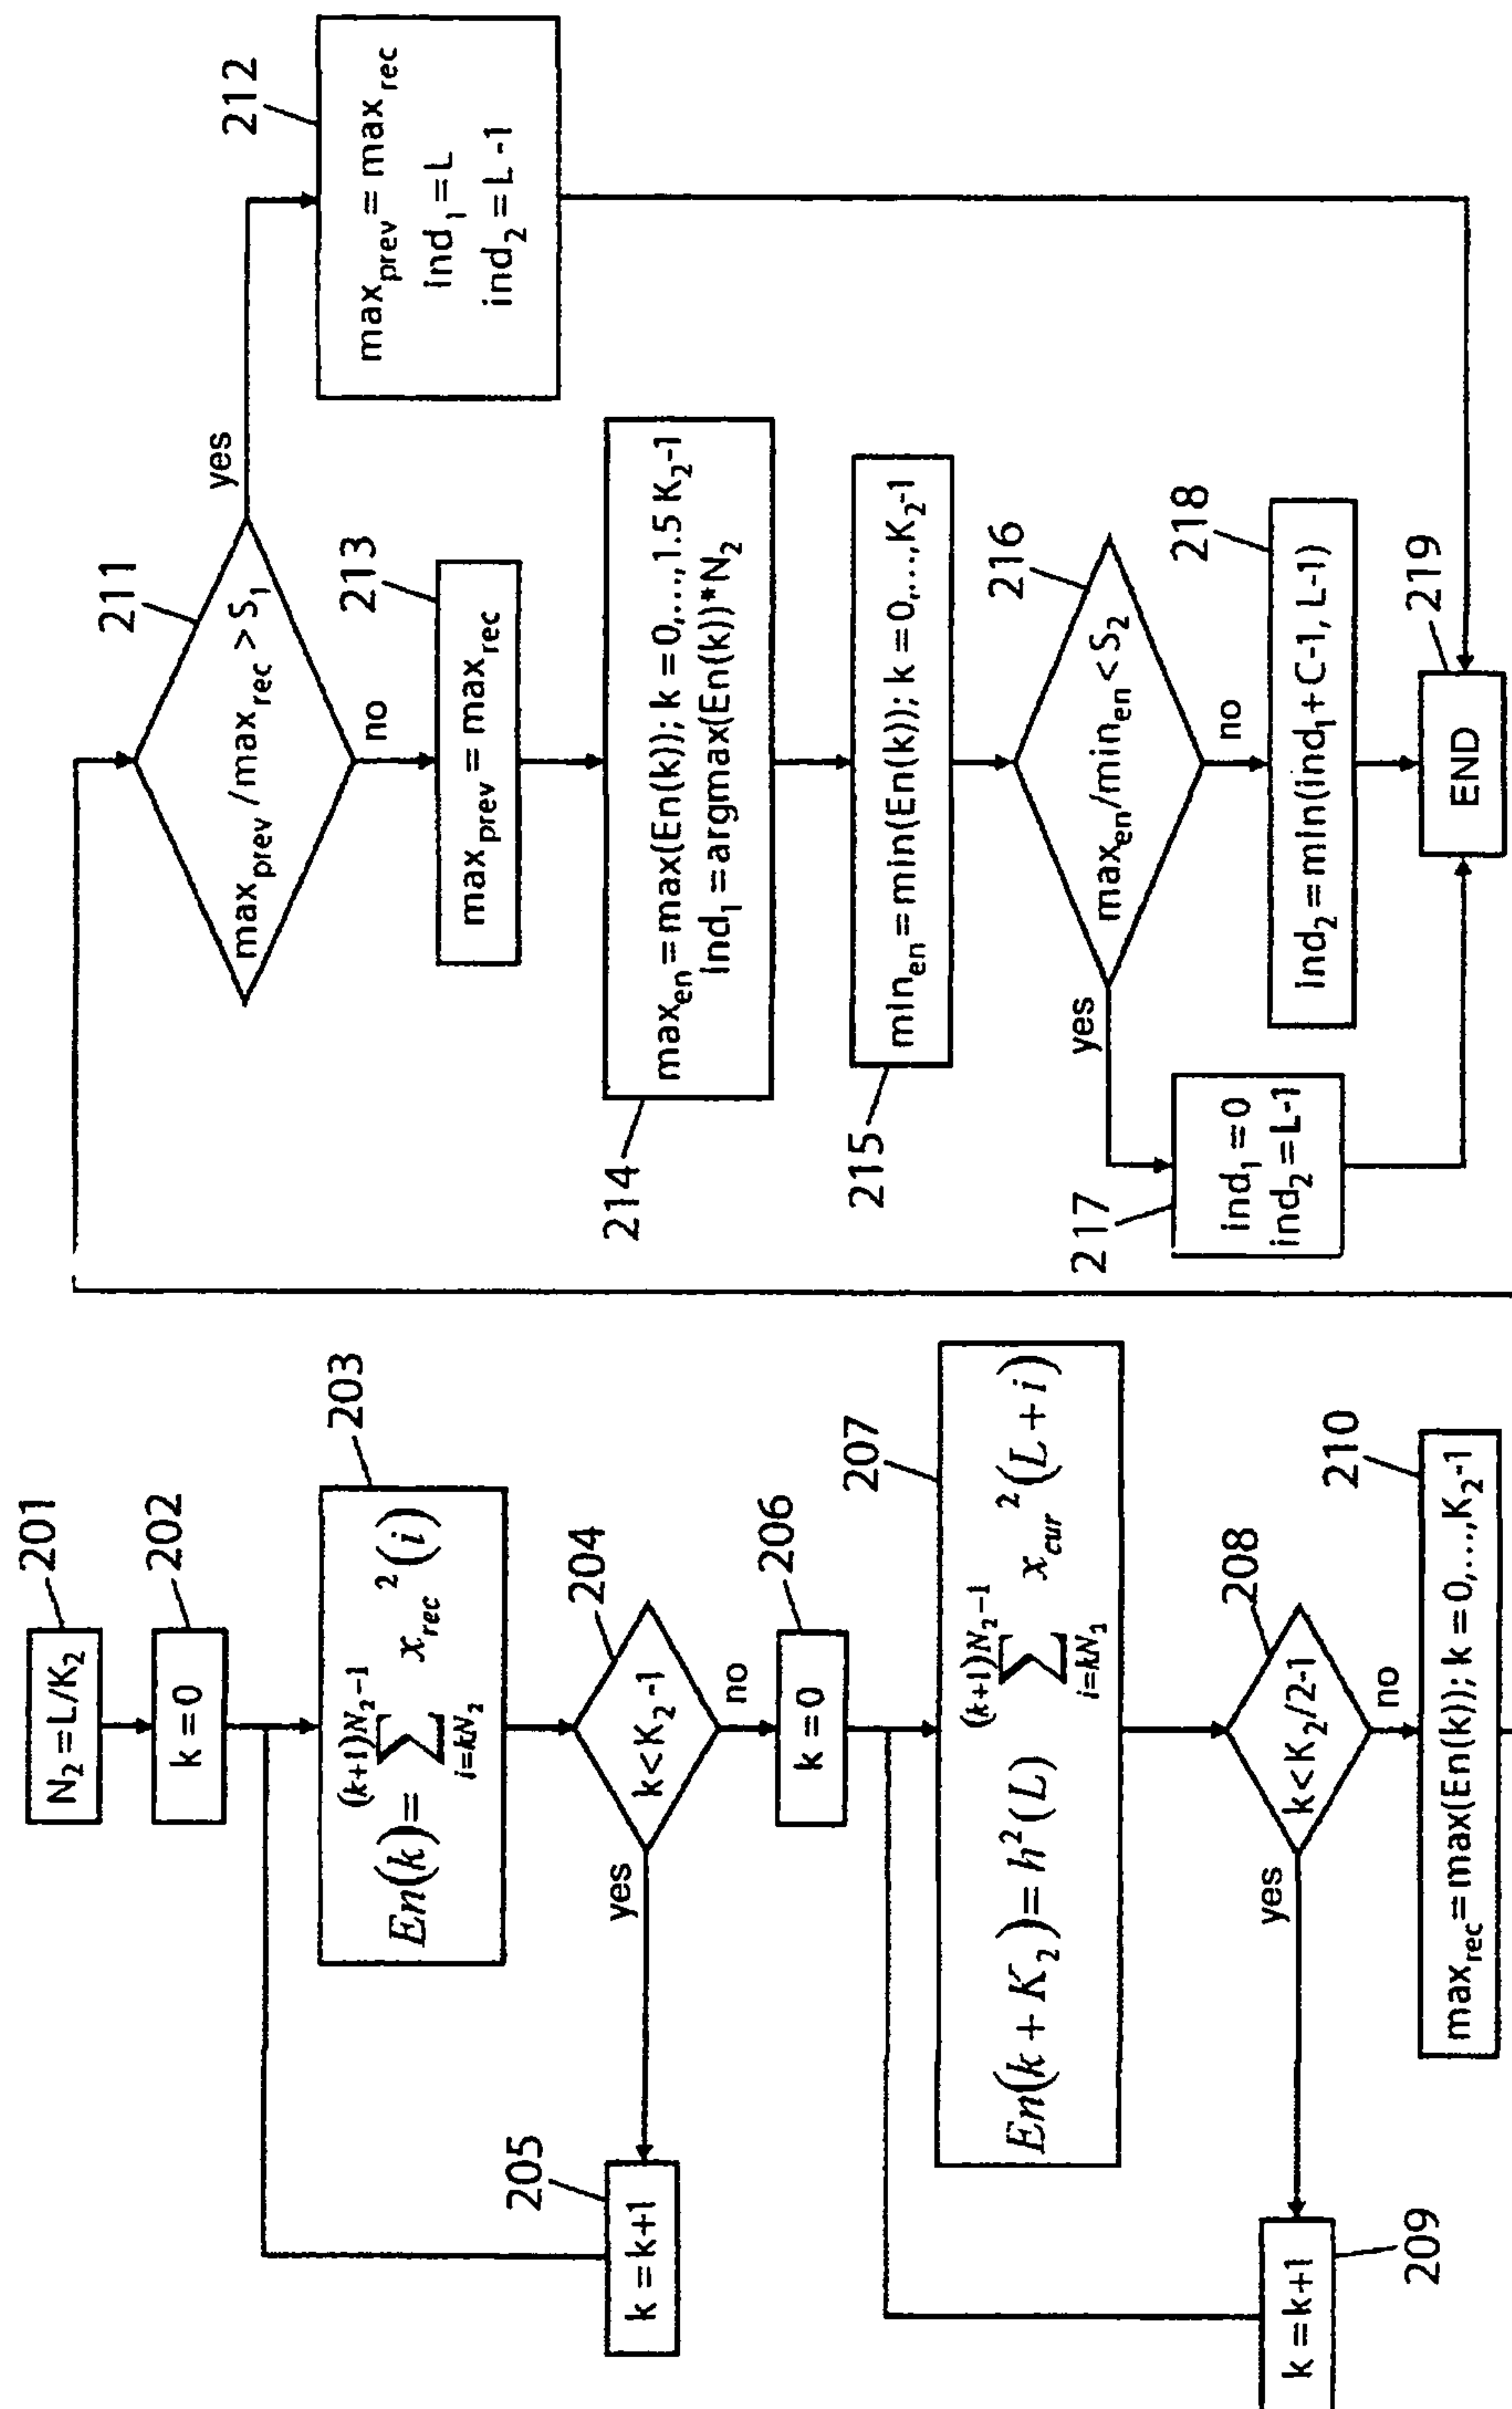 201
N₂=L/K₂
202
k=0
203
En(k)= (k+1)N₂-1 ∑ i=kN₂ x_rec²(i)
204
k<K₂-1
yes
no
205
k=k+1
206
k=0
207
En(k+K₂)=h²(L) (k+1)N₂-1 ∑ i=kN₂ x_cur²(L+i)
208
k<K₂/2-1
yes
no
209
k=k+1
210
max_rec=max(En(k)); k=0,...,K₂-1
211
max_prev/max_rec>S₁
yes
no
212
max_prev=max_rec
ind₁=L
ind₂=L-1
213
max_prev=max_rec
214
max_en=max(En(k)); k=0,...,1.5 K₂-1
ind₁=argmax(En(k))*N₂
215
min_en=min(En(k)); k=0,...,K₂-1
216
max_en/min_en<S₂
yes
no
217
ind₁=0
ind₂=L-1
218
ind₂=min(ind₁+C-1, L-1)
219
END